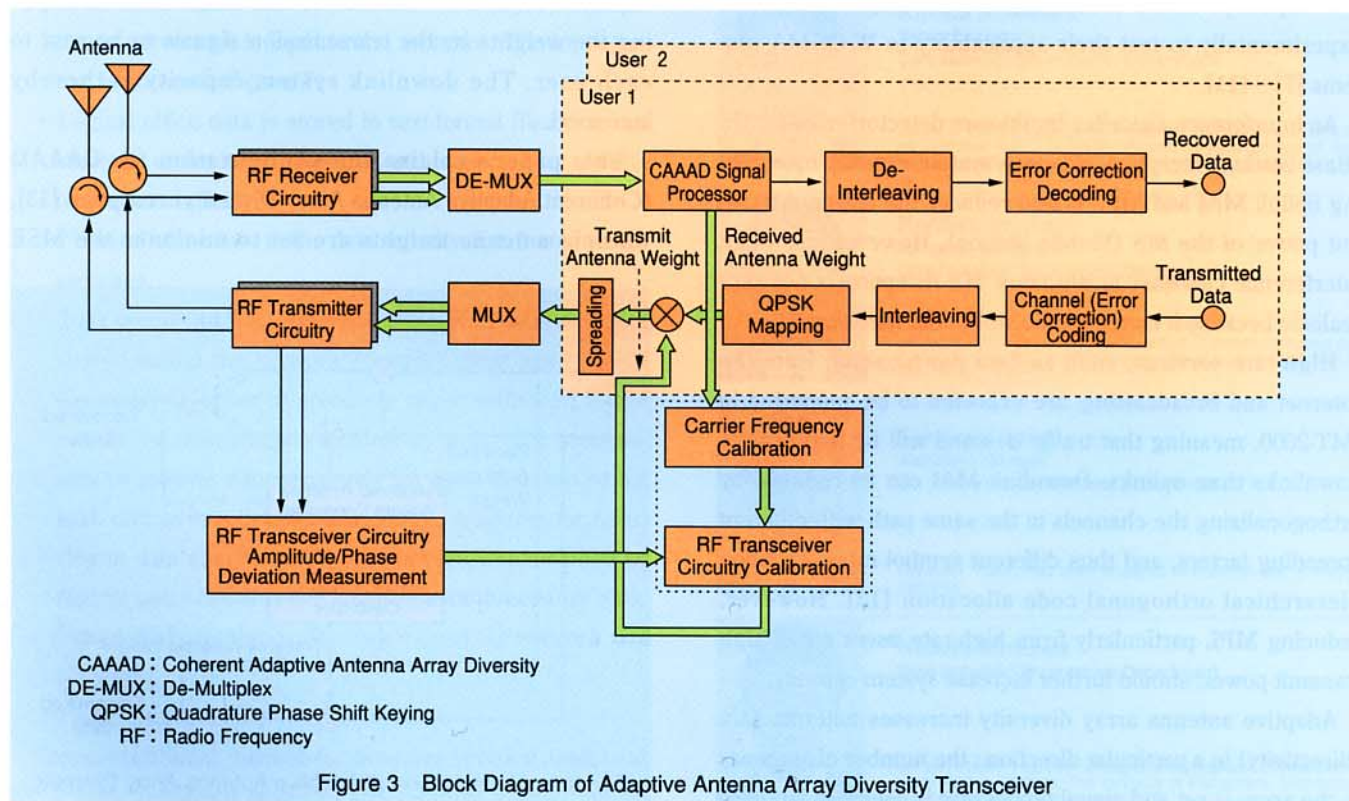 Antenna
User 2
User 1
RF Receiver
Circuitry
DE-MUX
CAAAD Signal
Processor
De-
Interleaving
Error Correction
Decoding
Recovered
Data
Transmit
Antenna Weight
Received
Antenna Weight
RF Transmitter
Circuitry
MUX
Spreading
QPSK
Mapping
Interleaving
Channel (Error
Correction)
Coding
Transmitted
Data
Carrier Frequency
Calibration
RF Transceiver Circuitry
Amplitude/Phase
Deviation Measurement
RF Transceiver
Circuitry Calibration
CAAAD : Coherent Adaptive Antenna Array Diversity
DE-MUX : De-Multiplex
QPSK : Quadrature Phase Shift Keying
RF : Radio Frequency
Figure 3 Block Diagram of Adaptive Antenna Array Diversity Transceiver